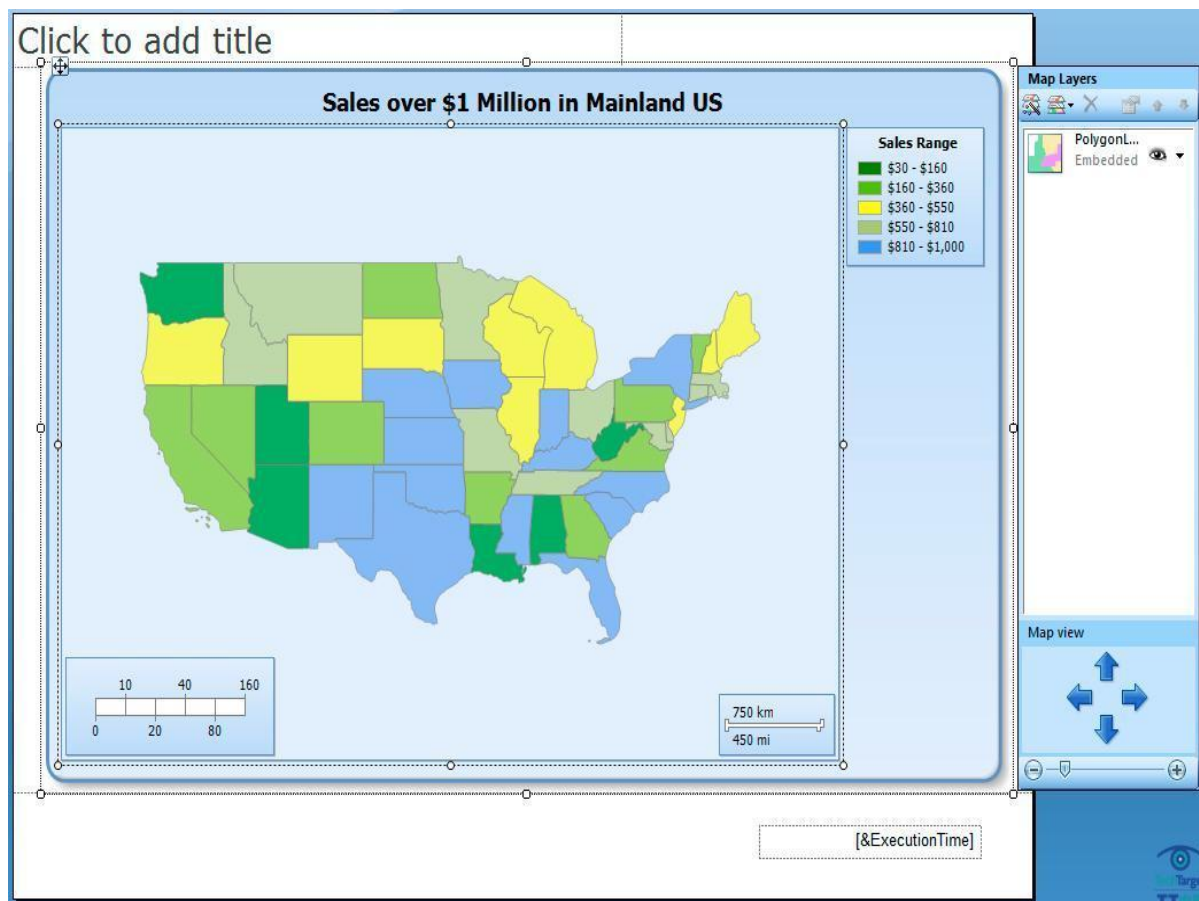 Click to add title
Sales over $1 Million in Mainland US
Sales Range
$30 - $160
$160 - $360
$360 - $550
$550 - $810
$810 - $1,000
10 40 160
0 20 80
750 km
450 mi
[&ExecutionTime]
Map Layers
PolygonL...
Embedded
Map view